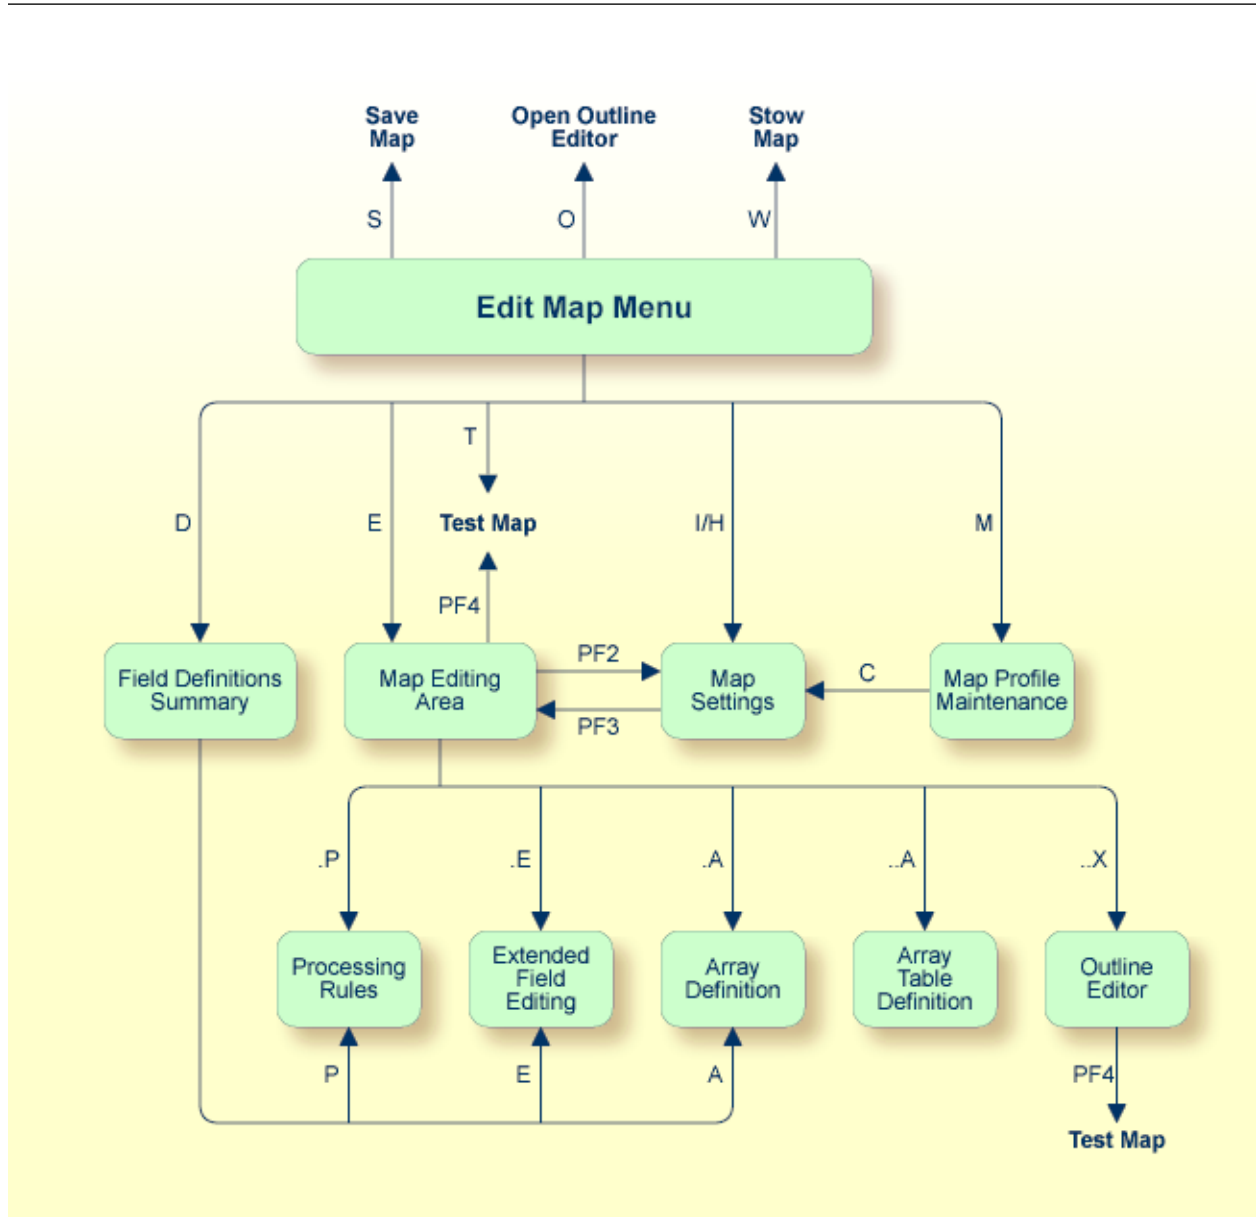 Save
Map
Open Outline
Editor
Stow
Map
S
O
W
Edit Map Menu
T
D
E
Test Map
I/H
M
PF4
Field Definitions
Summary
Map Editing
Area
PF2
PF3
Map
Settings
C
Map Profile
Maintenance
.P
.E
.A
..A
..X
Processing
Rules
Extended
Field
Editing
Array
Definition
Array
Table
Definition
Outline
Editor
P
E
A
PF4
Test Map